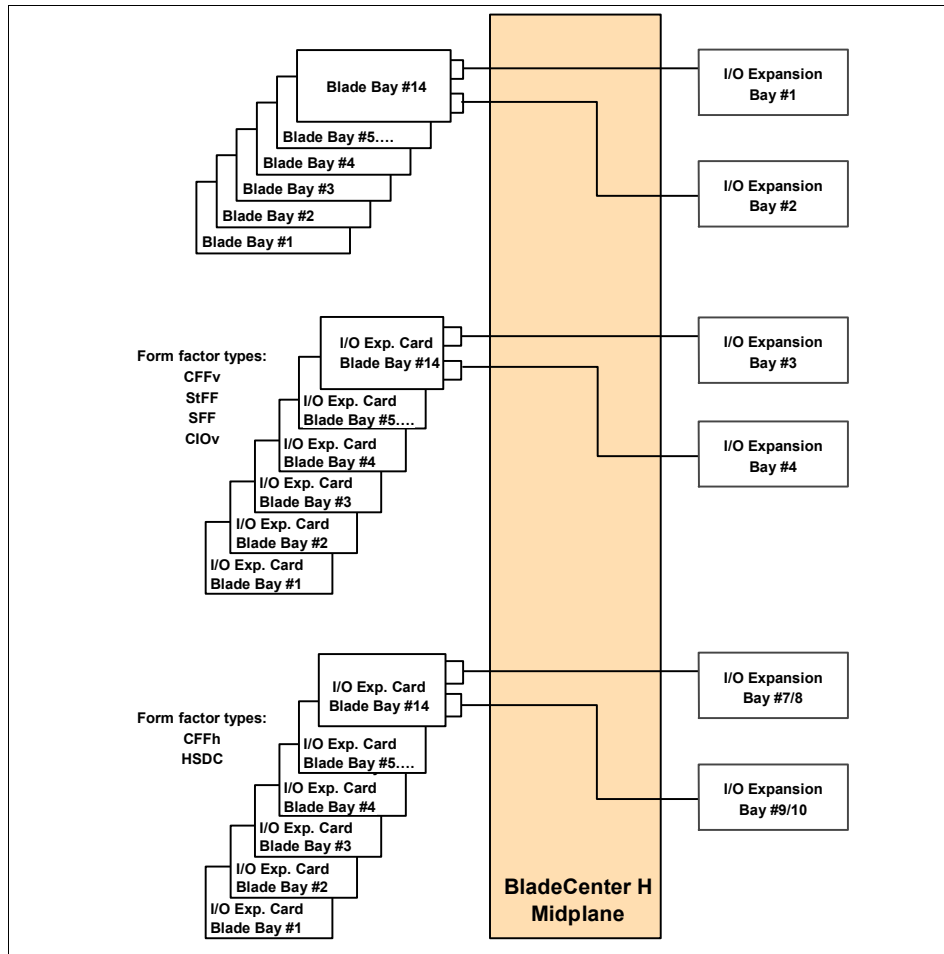 Blade Bay #14
Blade Bay #5….
Blade Bay #4
Blade Bay #3
Blade Bay #2
Blade Bay #1
I/O Expansion
Bay #1
I/O Expansion
Bay #2
Form factor types:
CFFv
StFF
SFF
CIOv
I/O Exp. Card
Blade Bay #14
I/O Exp. Card
Blade Bay #5….
I/O Exp. Card
Blade Bay #4
I/O Exp. Card
Blade Bay #3
I/O Exp. Card
Blade Bay #2
I/O Exp. Card
Blade Bay #1
I/O Expansion
Bay #3
I/O Expansion
Bay #4
Form factor types:
CFFh
HSDC
I/O Exp. Card
Blade Bay #14
I/O Exp. Card
Blade Bay #5….
I/O Exp. Card
Blade Bay #4
I/O Exp. Card
Blade Bay #3
I/O Exp. Card
Blade Bay #2
I/O Exp. Card
Blade Bay #1
I/O Expansion
Bay #7/8
I/O Expansion
Bay #9/10
BladeCenter H
Midplane